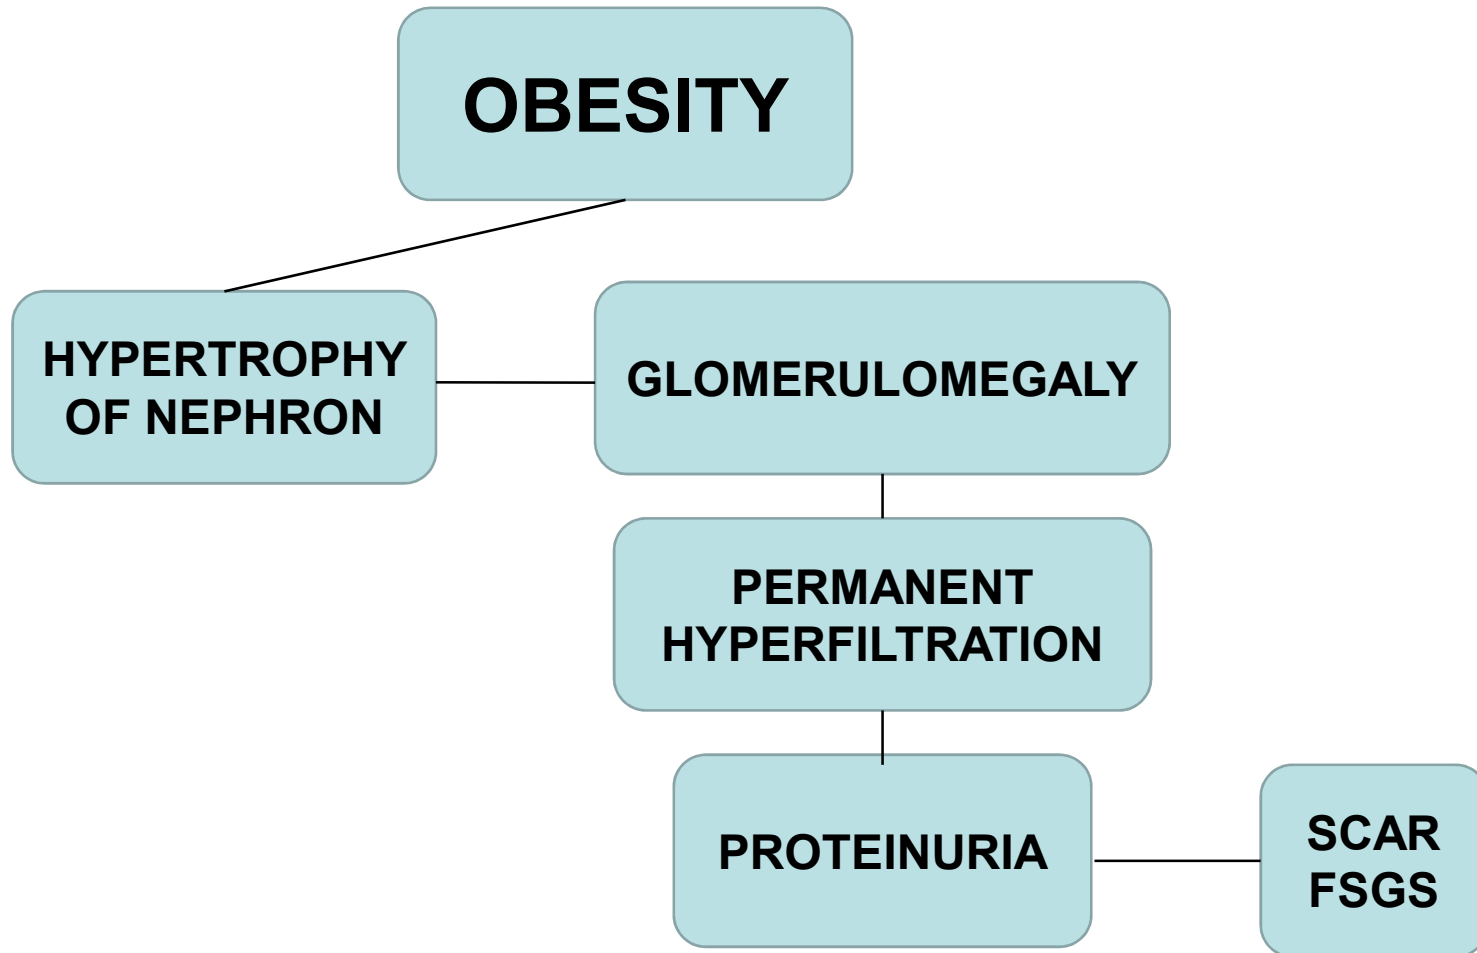 OBESITY
HYPERTROPHY
OF NEPHRON
GLOMERULOMEGALY
PERMANENT
HYPERFILTRATION
PROTEINURIA
SCAR
FSGS